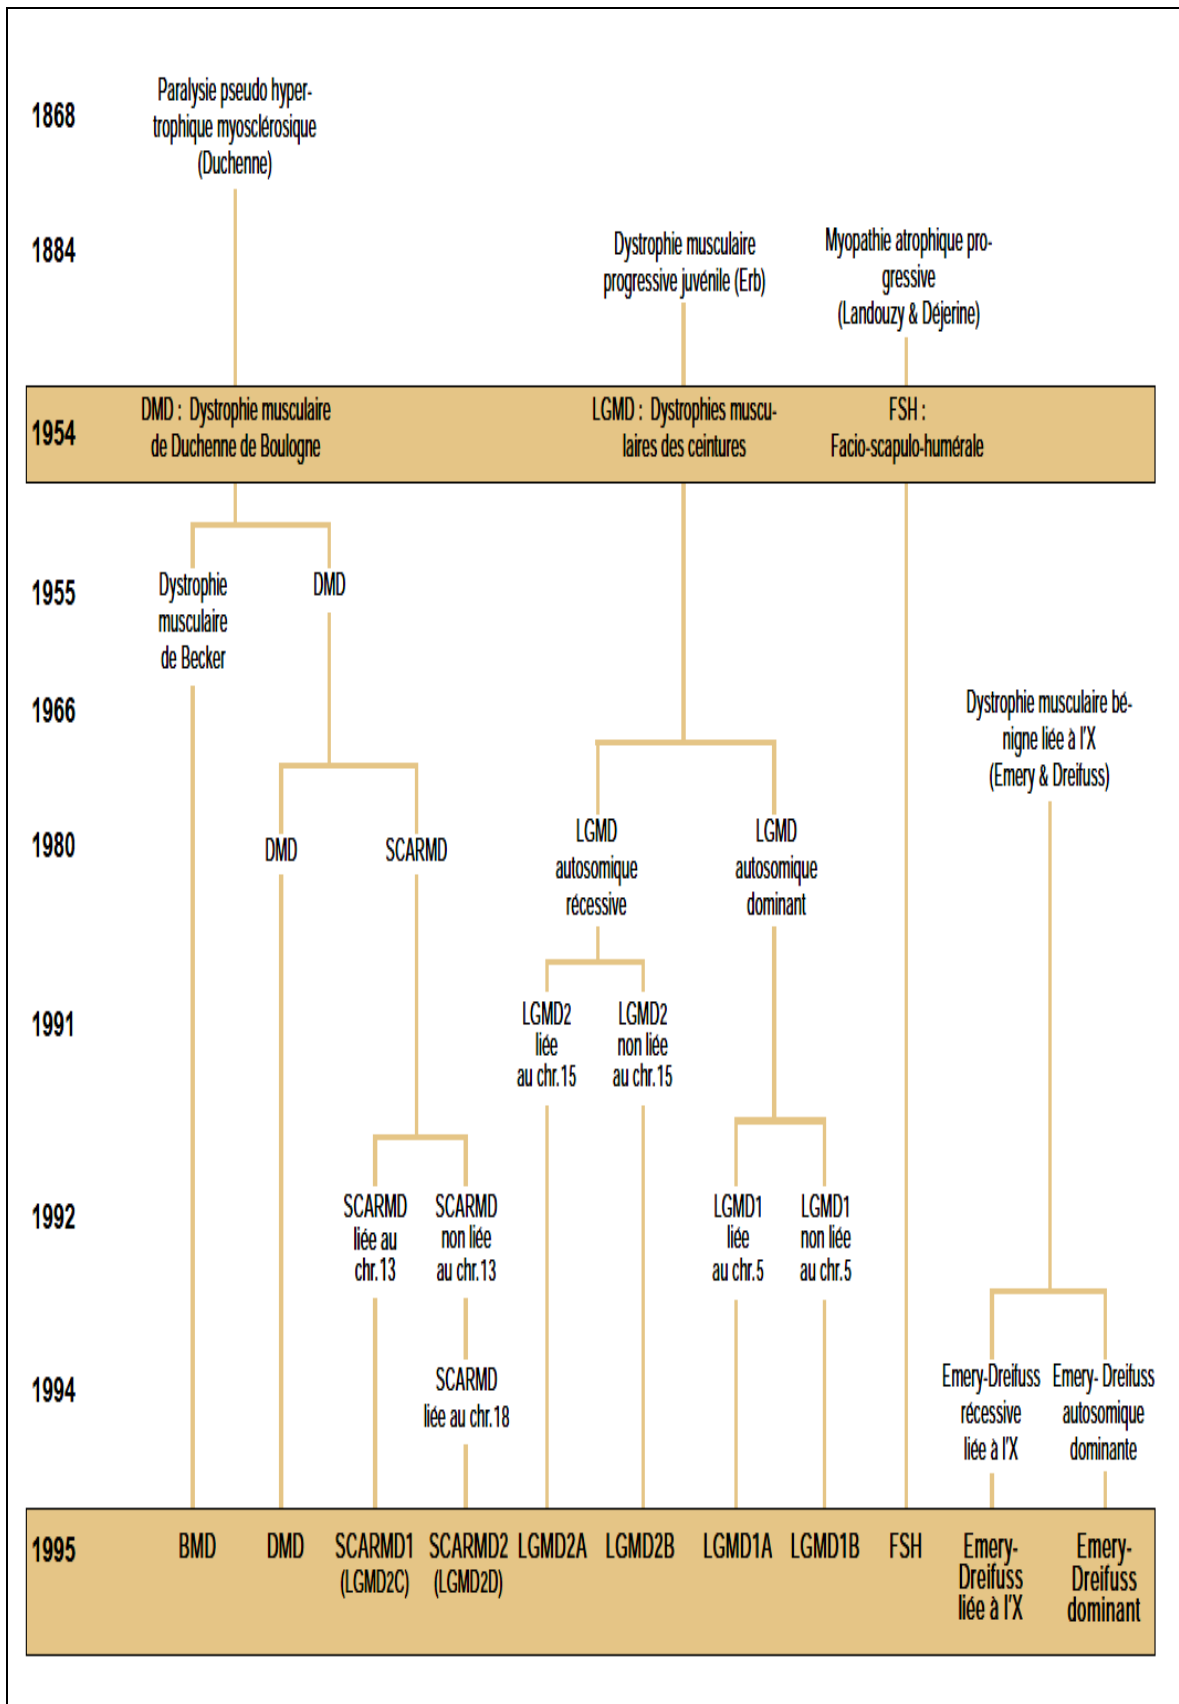 1868
Paralysie pseudo hyper-
trophique myosclérosique
(Duchenne)
1884
Dystrophie musculaire
progressive juvénile (Erb)
Myopathie atrophique pro-
gressive
(Landouzy & Déjerine)
1954
DMD : Dystrophie musculaire
de Duchenne de Boulogne
LGMD : Dystrophies muscu-
laires des ceintures
FSH :
Facio-scapulo-humérale
1955
Dystrophie
musculaire
de Becker
DMD
1966
Dystrophie musculaire bé-
nigne liée à l'X
(Emery & Dreifuss)
1980
DMD
SCARMD
LGMD
autosomique
récessive
LGMD
autosomique
dominant
1991
LGMD2
liée
au chr.15
LGMD2
non liée
au chr.15
1992
SCARMD
liée au
chr.13
SCARMD
non liée
au chr.13
LGMD1
liée
au chr.5
LGMD1
non liée
au chr.5
1994
SCARMD
liée au chr.18
Emery-Dreifuss
récessive
liée à l'X
Emery- Dreifuss
autosomique
dominante
1995
BMD
DMD
SCARMD1
(LGMD2C)
SCARMD2
(LGMD2D)
LGMD2A
LGMD2B
LGMD1A
LGMD1B
FSH
Emery-
Dreifuss
liée à l'X
Emery-
Dreifuss
dominant